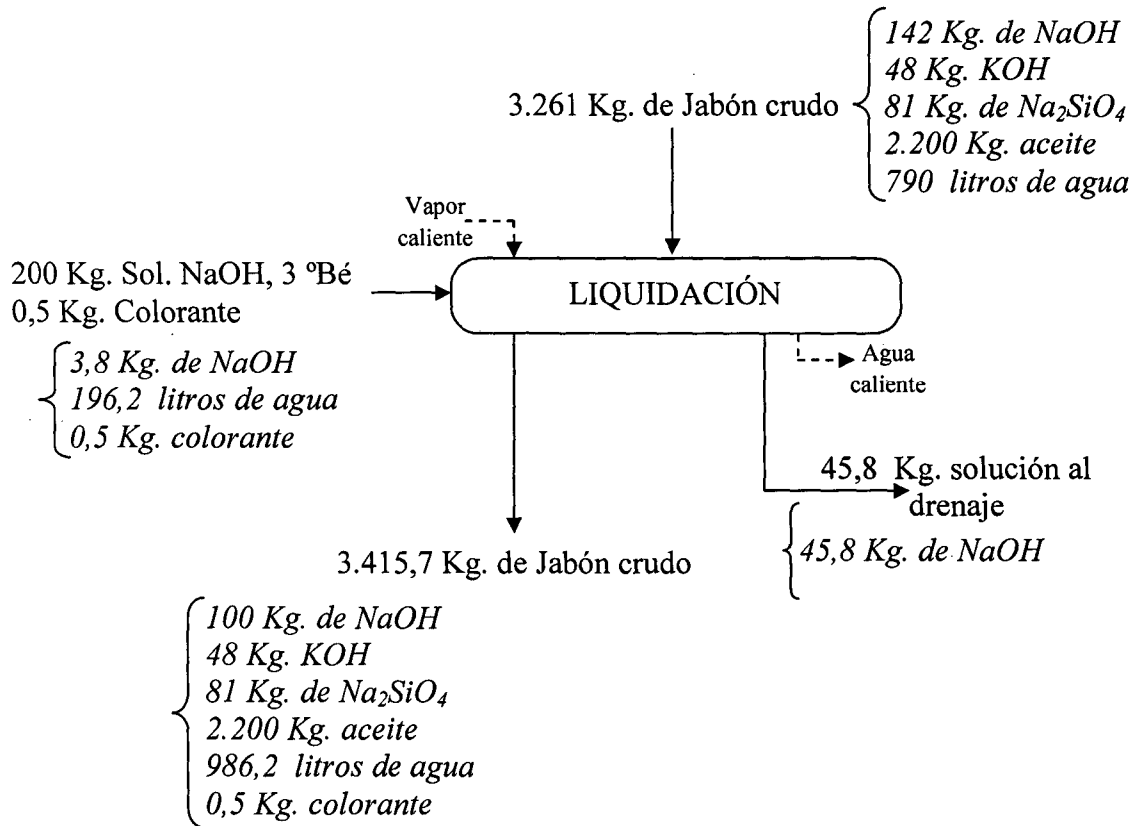 142 Kg. de NaOH
48 Kg. KOH
3.261 Kg. de Jabón crudo
81 Kg. de Na₂SiO₄
2.200 Kg. aceite
790 litros de agua
Vapor
caliente
200 Kg. Sol. NaOH, 3 ºBé
0,5 Kg. Colorante
LIQUIDACIÓN
3,8 Kg. de NaOH
196,2 litros de agua
0,5 Kg. colorante
Agua
caliente
45,8 Kg. solución al
drenaje
45,8 Kg. de NaOH
3.415,7 Kg. de Jabón crudo
100 Kg. de NaOH
48 Kg. KOH
81 Kg. de Na₂SiO₄
2.200 Kg. aceite
986,2 litros de agua
0,5 Kg. colorante